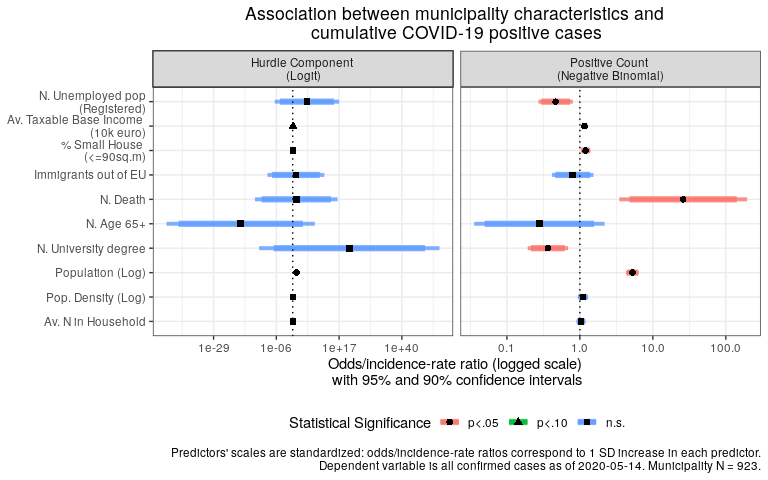 Association between municipality characteristics and
cumulative COVID-19 positive cases
Hurdle Component
(Logit)
Positive Count
(Negative Binomial)
N. Unemployed pop
(Registered)
Av. Taxable Base Income
(10k euro)
% Small House
(<=90sq.m)
Immigrants out of EU
N. Death
N. Age 65+
N. University degree
Population (Log)
Pop. Density (Log)
Av. N in Household
1e-29 1e-06 1e+17 1e+40
0.1 1.0 10.0 100.0
Odds/incidence-rate ratio (logged scale)
with 95% and 90% confidence intervals
Statistical Significance p<.05 p<.10 n.s.
Predictors' scales are standardized: odds/incidence-rate ratios correspond to 1 SD increase in each predictor.
Dependent variable is all confirmed cases as of 2020-05-14. Municipality N = 923.